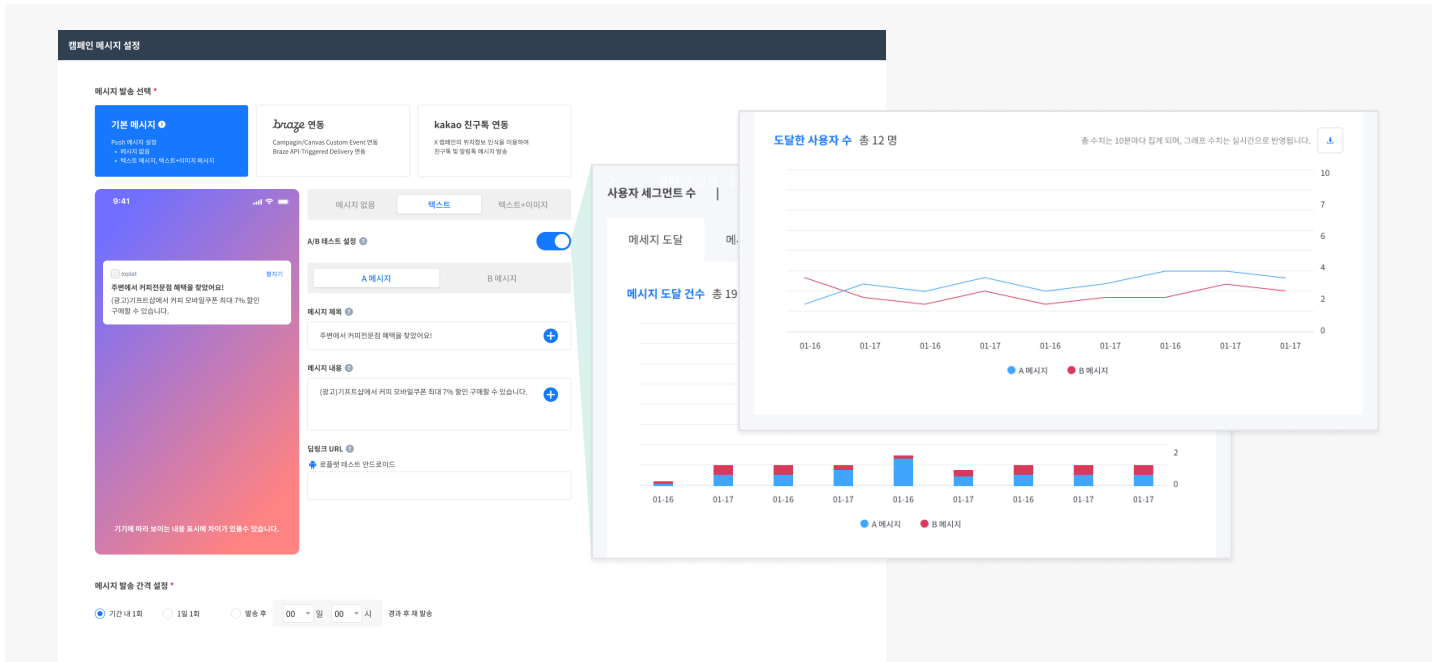 캠페인 메시지 설정
메시지 발송 선택 *
기본 메시지
Push 메시지 설정
• 메시지 없음
• 텍스트 메시지, 텍스트+이미지 메시지
braze 연동
Campagin/Canvas Custom Event 연동
Braze API-Triggered Delivery 연동
kakao 친구톡 연동
X 캠페인의 위치정보 인식을 이용하여
친구톡 및 알림톡 메시지 발송
9:41
loplat
펼치기
주변에서 커피전문점 혜택을 찾았어요!
(광고)기프트샵에서 커피 모바일쿠폰 최대 7% 할인
구매할 수 있습니다.
기기에 따라 보이는 내용 표시에 차이가 있을수 있습니다.
메시지 없음
텍스트
텍스트+이미지
A/B 테스트 설정 ?
A 메시지
B 메시지
메시지 제목 ?
주변에서 커피전문점 혜택을 찾았어요!
메시지 내용 ?
(광고)기프트샵에서 커피 모바일쿠폰 최대 7% 할인 구매할 수 있습니다.
딥링크 URL ?
로플랫 테스트 안드로이드
메시지 발송 간격 설정 *
기간 내 1회
1일 1회
발송 후
00
일
00
시
경과 후 재 발송
사용자 세그먼트 수 |
메세지 도달
메
메시지 도달 건수 총 19
2
0
01-16
01-17
01-16
01-17
01-16
01-17
01-16
01-17
01-17
A 메시지
B 메시지
도달한 사용자 수 총 12 명
총 수치는 10분마다 집계 되며, 그래프 수치는 실시간으로 반영됩니다.
10
7
6
4
2
0
01-16
01-17
01-16
01-17
01-16
01-17
01-16
01-17
01-17
A 메시지
B 메시지